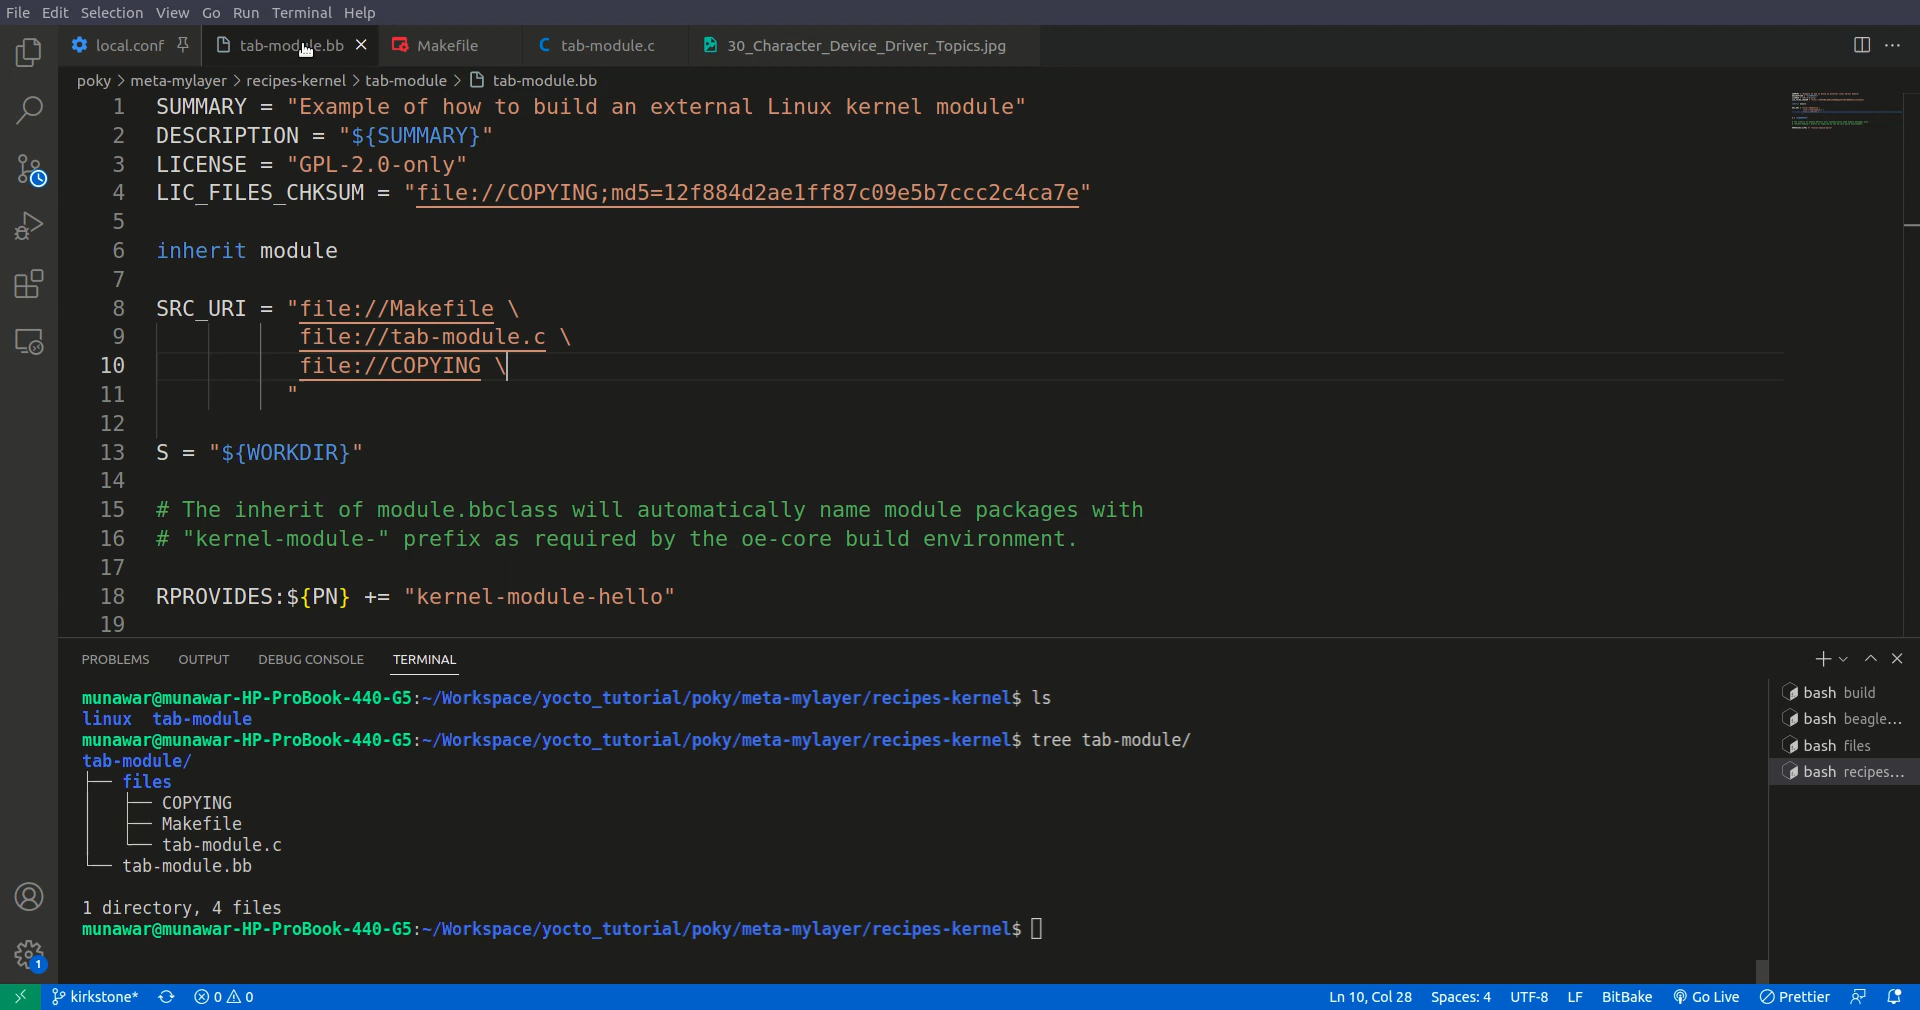 File Edit Selection View Go Run Terminal Help
local.conf tab-module.bb Makefile C tab-module.c 30_Character_Device_Driver_Topics.jpg
poky > meta-mylayer > recipes-kernel > tab-module > tab-module.bb
1 SUMMARY = "Example of how to build an external Linux kernel module"
2 DESCRIPTION = "${SUMMARY}"
3 LICENSE = "GPL-2.0-only"
4 LIC_FILES_CHKSUM = "file://COPYING;md5=12f884d2ae1ff87c09e5b7ccc2c4ca7e"
5
6 inherit module
7
8 SRC_URI = "file://Makefile \
9 file://tab-module.c \
10 file://COPYING \
11 "
12
13 S = "${WORKDIR}"
14
15 # The inherit of module.bbclass will automatically name module packages with
16 # "kernel-module-" prefix as required by the oe-core build environment.
17
18 RPROVIDES:${PN} += "kernel-module-hello"
19
PROBLEMS OUTPUT DEBUG CONSOLE TERMINAL
munawar@munawar-HP-ProBook-440-G5:~/Workspace/yocto_tutorial/poky/meta-mylayer/recipes-kernel$ ls
linux tab-module
munawar@munawar-HP-ProBook-440-G5:~/Workspace/yocto_tutorial/poky/meta-mylayer/recipes-kernel$ tree tab-module/
tab-module/
├── files
│   ├── COPYING
│   ├── Makefile
│   └── tab-module.c
└── tab-module.bb
1 directory, 4 files
munawar@munawar-HP-ProBook-440-G5:~/Workspace/yocto_tutorial/poky/meta-mylayer/recipes-kernel$
bash build
bash beagle...
bash files
bash recipes...
1
kirkstone* 0 0 Ln 10, Col 28 Spaces: 4 UTF-8 LF BitBake Go Live Prettier